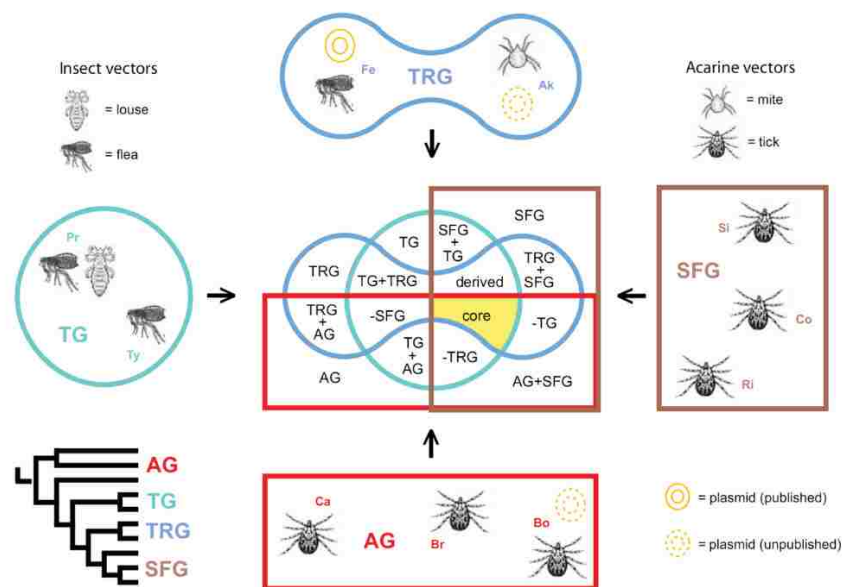 Insect vectors
= louse
= flea
Fe
TRG
Ak
Acarine vectors
= mite
= tick
Pr
TG
Ty
SFG
TG
SFG
+
TG
TRG
TG+TRG
derived
TRG
+
SFG
TRG
+
AG
-SFG
core
-TG
TG
+
AG
-TRG
AG
AG+SFG
Si
SFG
Co
Ri
AG
TG
TRG
SFG
Ca
AG
Br
Bo
= plasmid (published)
= plasmid (unpublished)